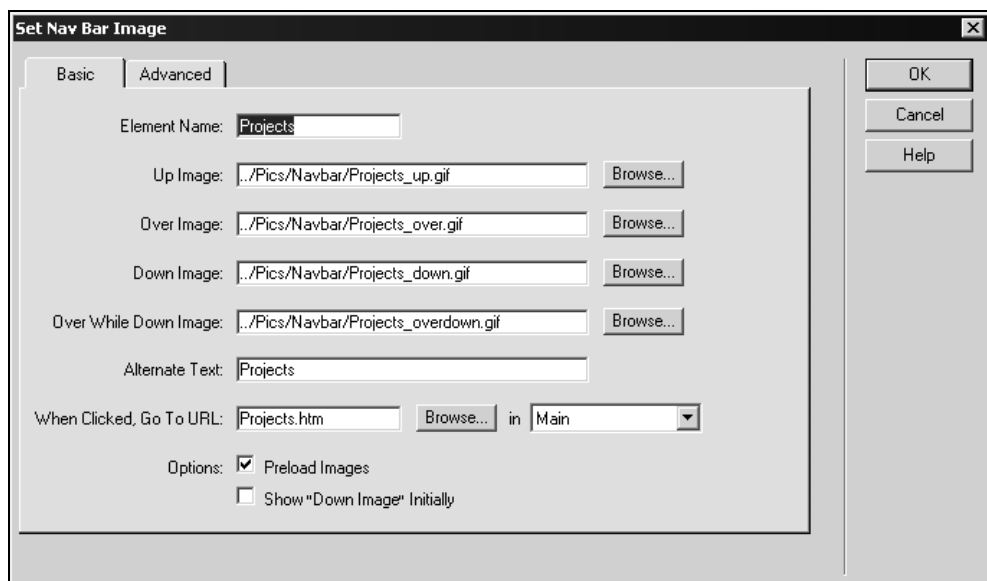 Set Nav Bar Image
Basic Advanced
OK
Cancel
Help
Element Name: Projects
Up Image: ../Pics/Navbar/Projects_up.gif Browse...
Over Image: ../Pics/Navbar/Projects_over.gif Browse...
Down Image: ../Pics/Navbar/Projects_down.gif Browse...
Over While Down Image: ../Pics/Navbar/Projects_overdown.gif Browse...
Alternate Text: Projects
When Clicked, Go To URL: Projects.htm Browse... in Main
Options: Preload Images
Show "Down Image" Initially